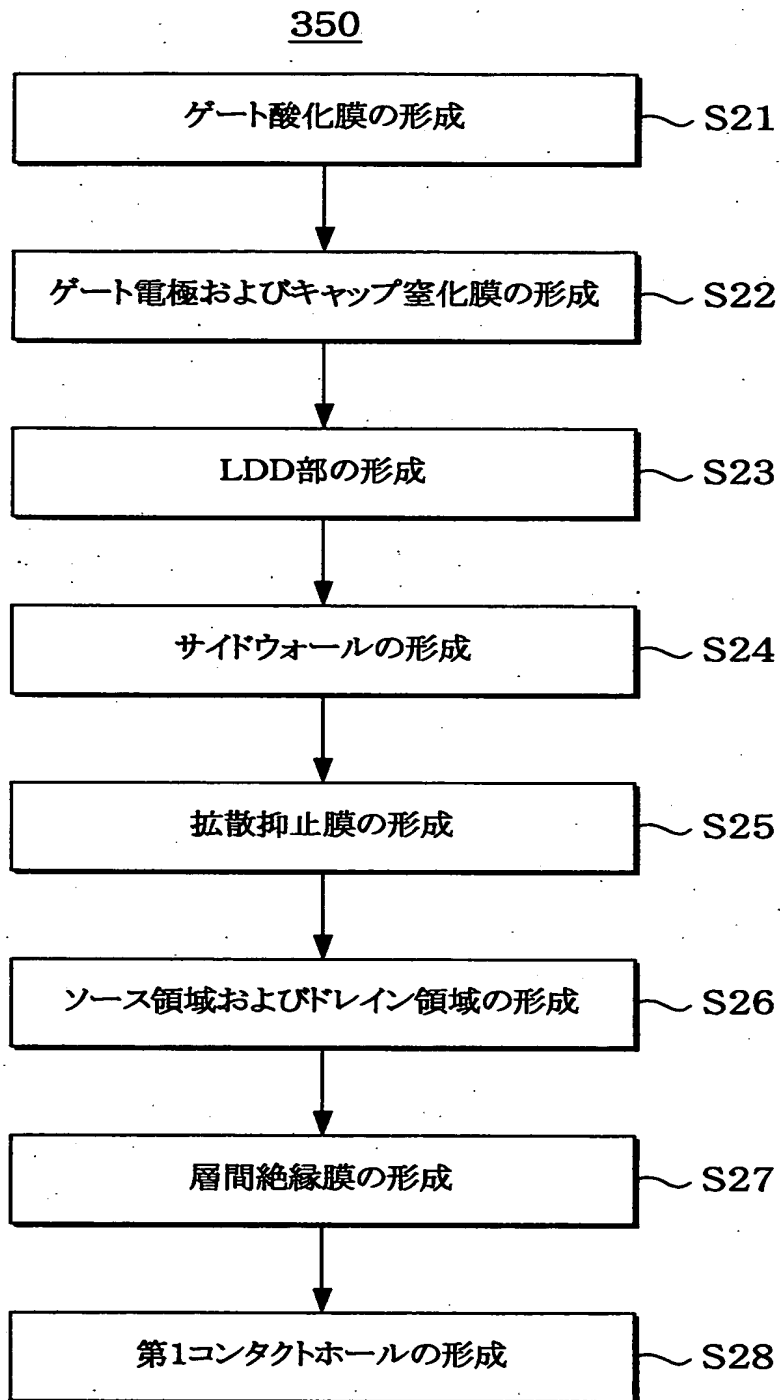 350
ゲート酸化膜の形成 S21
ゲート電極およびキャップ窒化膜の形成 S22
LDD部の形成 S23
サイドウォールの形成 S24
拡散抑止膜の形成 S25
ソース領域およびドレイン領域の形成 S26
層間絶縁膜の形成 S27
第1コンタクトホールの形成 S28